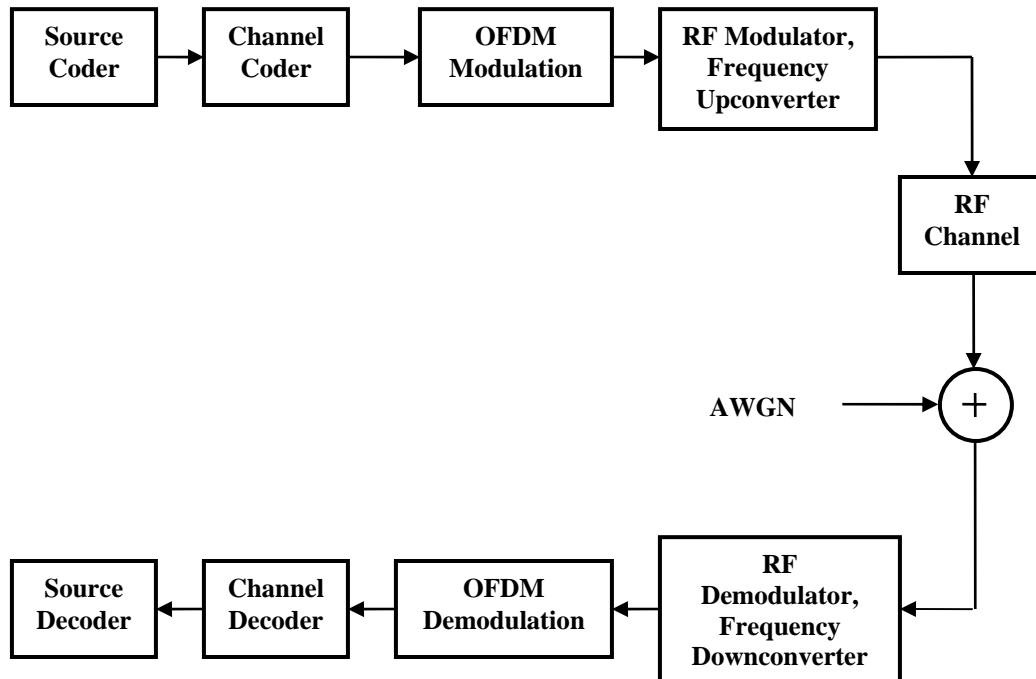 Source
Coder
Channel
Coder
OFDM
Modulation
RF Modulator,
Frequency
Upconverter
RF
Channel
AWGN
+
RF
Demodulator,
Frequency
Downconverter
OFDM
Demodulation
Channel
Decoder
Source
Decoder